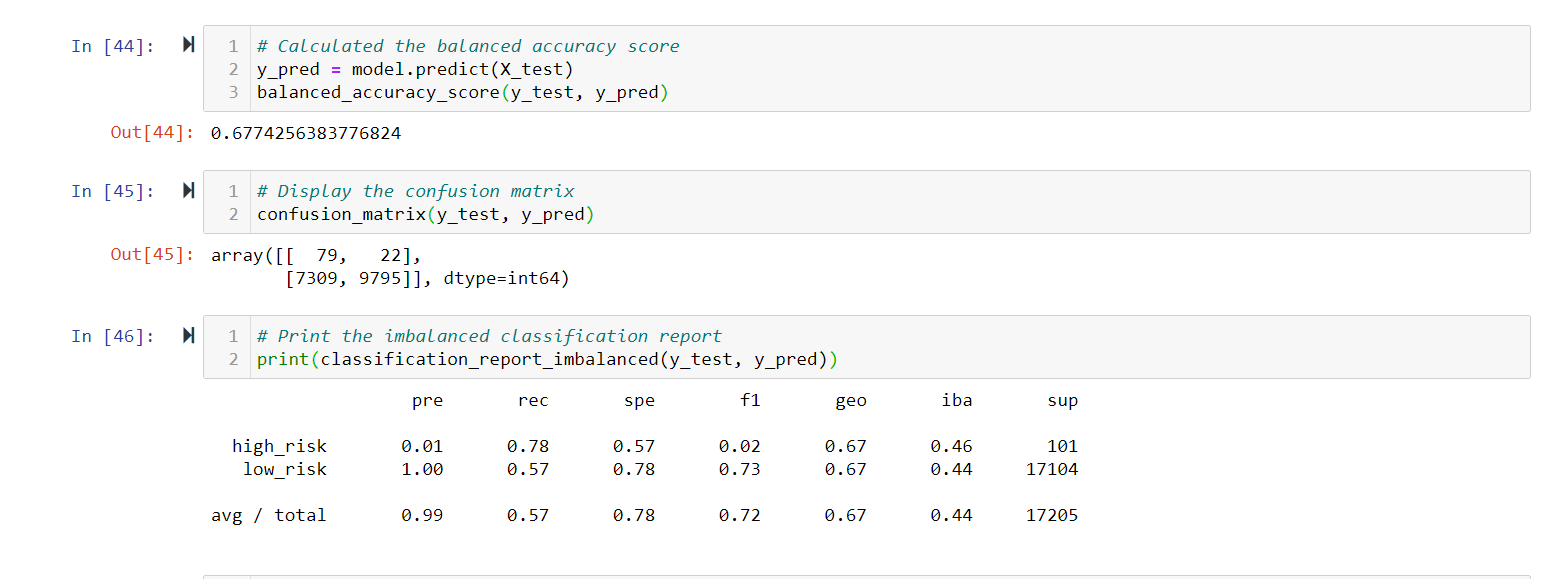 In [44]:
1 # Calculated the balanced accuracy score
2 y_pred = model.predict(X_test)
3 balanced_accuracy_score(y_test, y_pred)
Out[44]: 0.6774256383776824
In [45]:
1 # Display the confusion matrix
2 confusion_matrix(y_test, y_pred)
Out[45]: array([[  79,   22],
       [7309, 9795]], dtype=int64)
In [46]:
1 # Print the imbalanced classification report
2 print(classification_report_imbalanced(y_test, y_pred))
pre rec spe f1 geo iba sup
high_risk 0.01 0.78 0.57 0.02 0.67 0.46 101
low_risk 1.00 0.57 0.78 0.73 0.67 0.44 17104
avg / total 0.99 0.57 0.78 0.72 0.67 0.44 17205